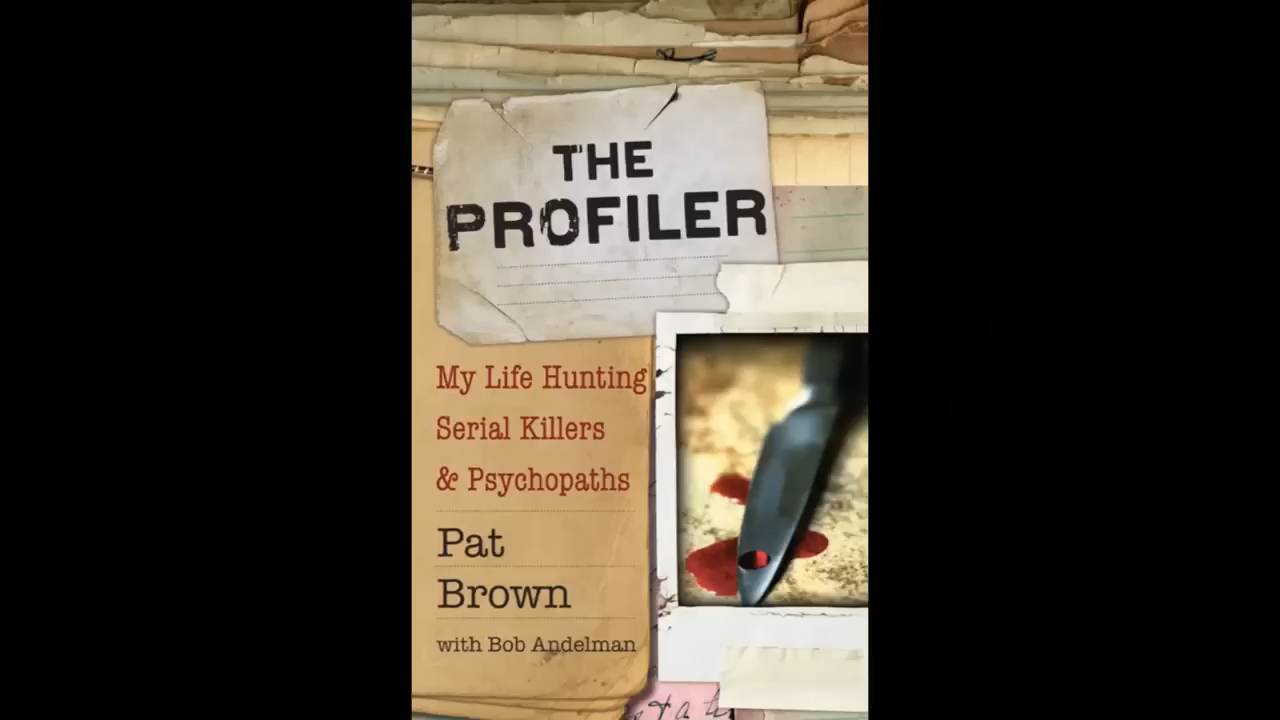 THE
PROFILER
My Life Hunting
Serial Killers
& Psychopaths
Pat
Brown
with Bob Andelman